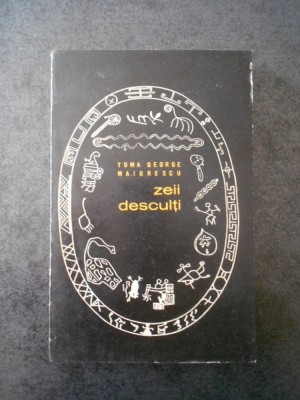 TOMA GEORGE
MAIORESCU
zeii
desculți